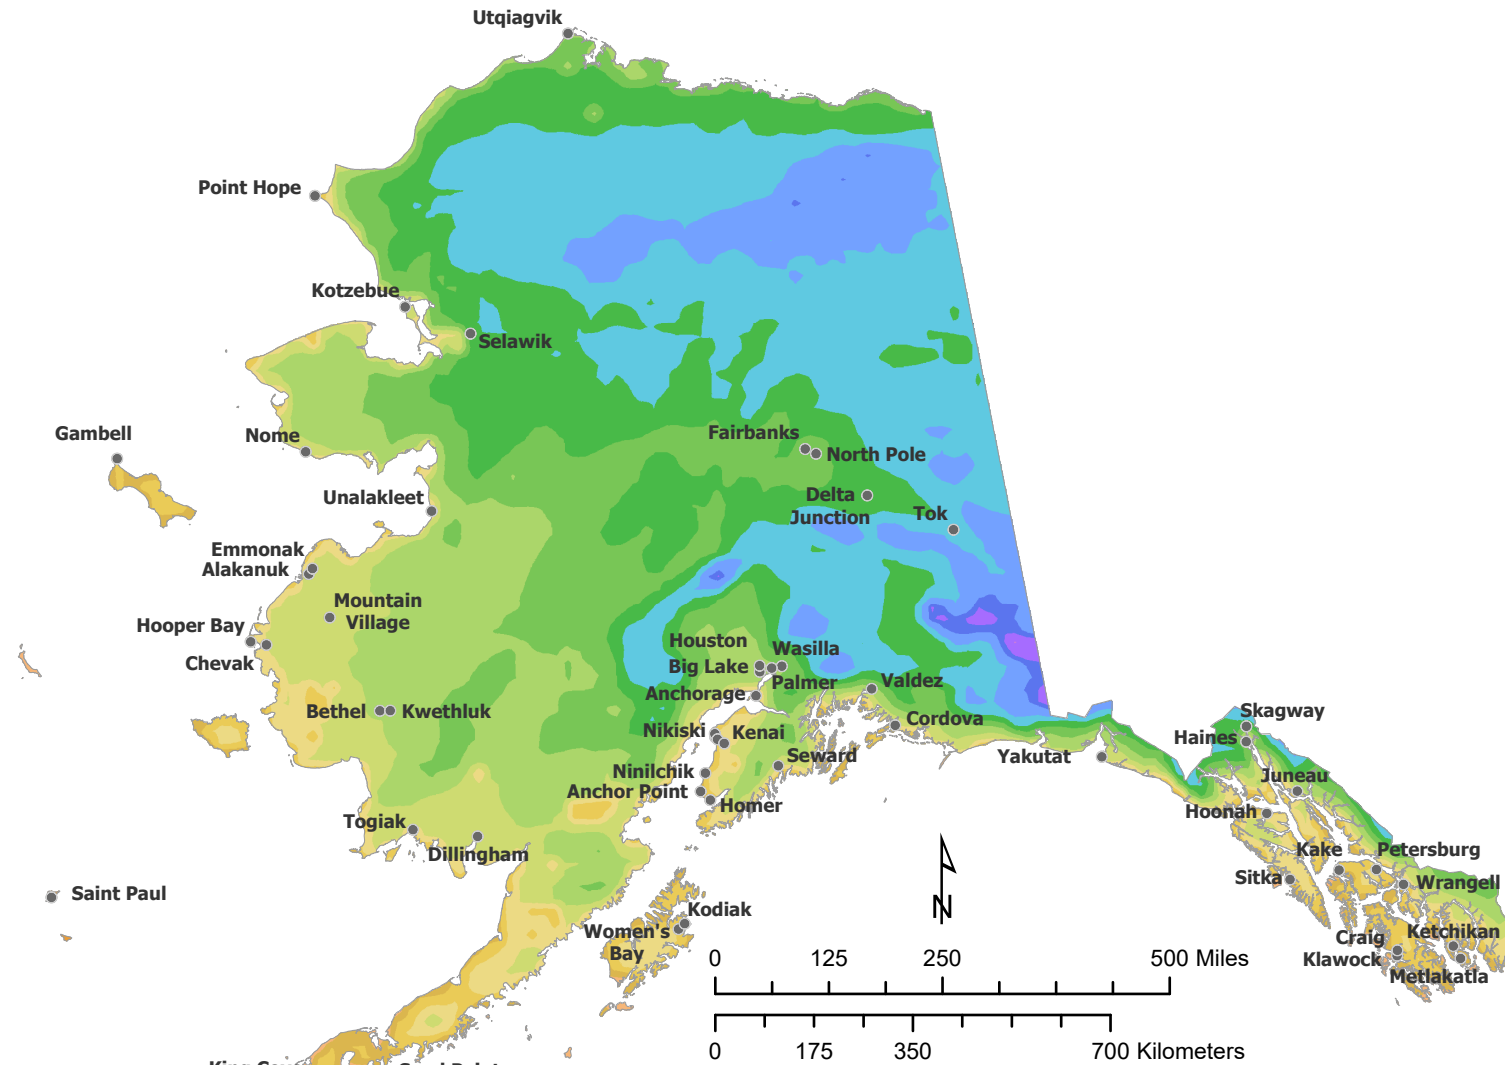 Utqiagvik
Point Hope
Kotzebue
Selawik
Gambell
Nome
Fairbanks
North Pole
Unalakleet
Delta
Junction
Tok
Emmonak
Alakanuk
Mountain
Village
Hooper Bay
Chevak
Houston
Wasilla
Big Lake
Palmer
Anchorage
Valdez
Bethel
Kwethluk
Cordova
Skagway
Nikiski
Kenai
Haines
Seward
Yakutat
Ninilchik
Juneau
Anchor Point
Homer
Hoonah
Togiak
Dillingham
Kake
Petersburg
Sitka
Wrangell
Saint Paul
Kodiak
Women's
Bay
Craig
Ketchikan
Klawock
Metlakatla
N
0 125 250 500 Miles
0 175 350 700 Kilometers